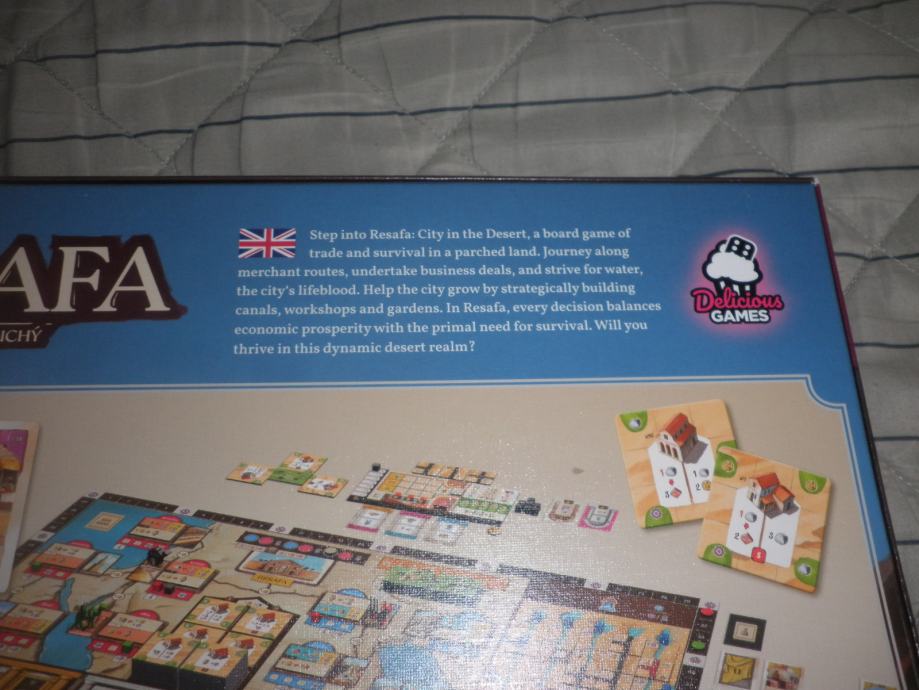 AFA
ICHÝ
Step into Resafa: City in the Desert, a board game of
trade and survival in a parched land. Journey along
merchant routes, undertake business deals, and strive for water,
the city's lifeblood. Help the city grow by strategically building
canals, workshops and gardens. In Resafa, every decision balances
economic prosperity with the primal need for survival. Will you
thrive in this dynamic desert realm?
Delicious
GAMES
RESAFA